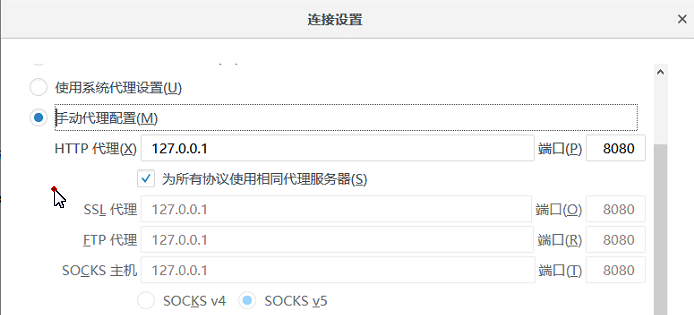 连接设置
使用系统代理设置(U)
手动代理配置(M)
HTTP 代理(X) 127.0.0.1 端口(P) 8080
为所有协议使用相同代理服务器(S)
SSL 代理 127.0.0.1 端口(O) 8080
FTP 代理 127.0.0.1 端口(R) 8080
SOCKS 主机 127.0.0.1 端口(T) 8080
SOCKS v4 SOCKS v5